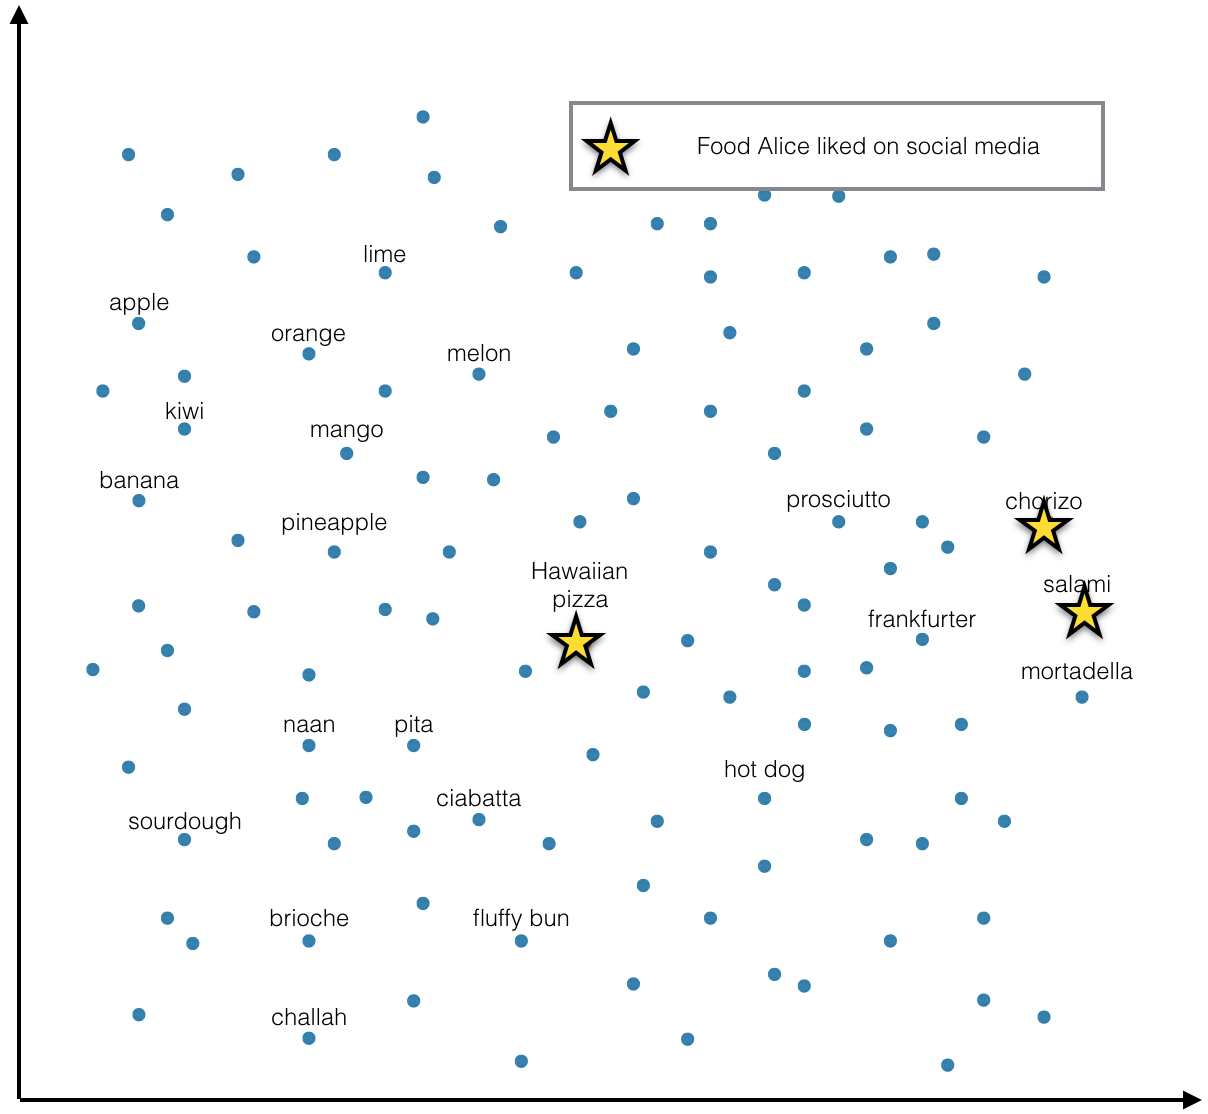 Food Alice liked on social media
lime
apple
orange
melon
kiwi
mango
banana
prosciutto
chorizo
pineapple
Hawaiian
pizza
salami
frankfurter
mortadella
naan
pita
hot dog
ciabatta
sourdough
brioche
fluffy bun
challah